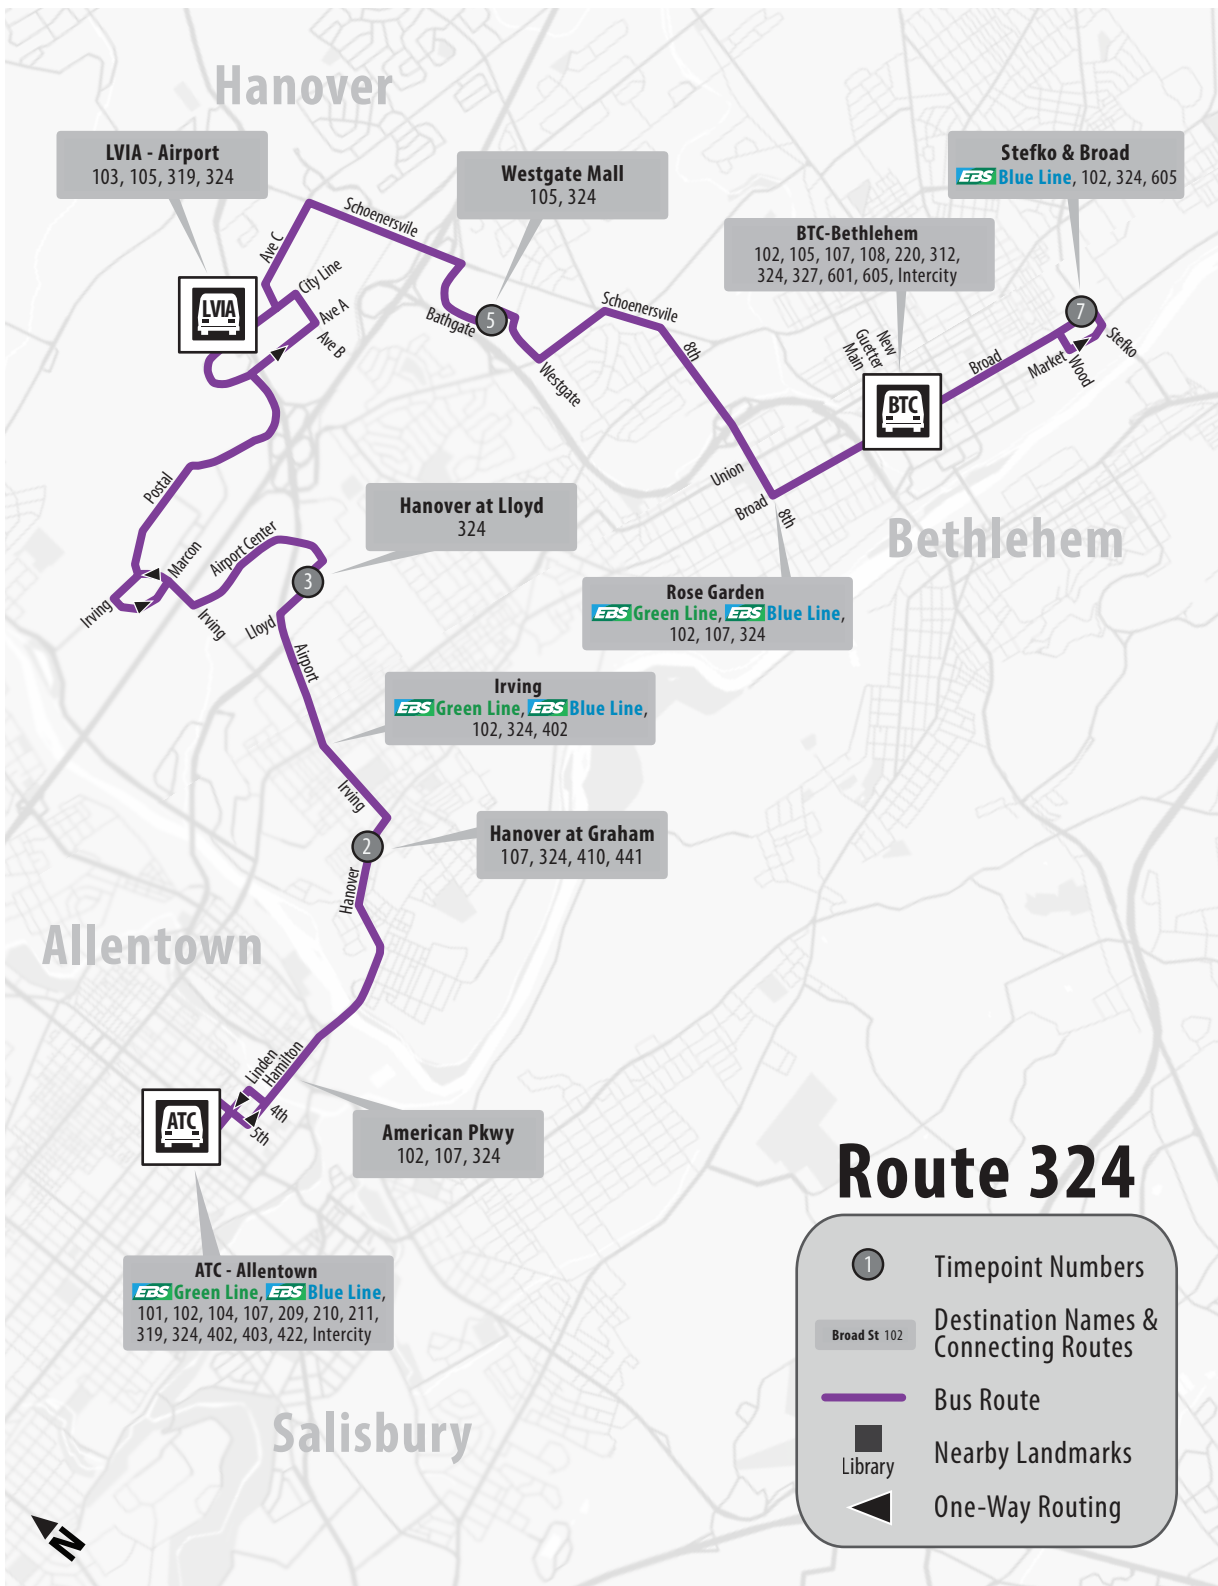 Hanover
LVIA - Airport
103, 105, 319, 324
Westgate Mall
105, 324
Stefko & Broad
EBS Blue Line, 102, 324, 605
BTC-Bethlehem
102, 105, 107, 108, 220, 312,
324, 327, 601, 605, Intercity
Schoenersvile
Ave C
City Line
Ave A
Ave B
LVIA
Bathgate
5
Westgate
Schoenersvile
8th
New
Guetter
Main
BTC
Broad
7
Stefko
Market
Wood
Union
Broad
8th
Bethlehem
Postal
Hanover at Lloyd
324
Marcon
Airport Center
3
Irving
Irving
Lloyd
Airport
Rose Garden
EBS Green Line, EBS Blue Line,
102, 107, 324
Irving
EBS Green Line, EBS Blue Line,
102, 324, 402
Irving
Hanover at Graham
107, 324, 410, 441
2
Hanover
Allentown
Linden
Hamilton
4th
5th
ATC
American Pkwy
102, 107, 324
ATC - Allentown
EBS Green Line, EBS Blue Line,
101, 102, 104, 107, 209, 210, 211,
319, 324, 402, 403, 422, Intercity
Salisbury
N
Route 324
1
Timepoint Numbers
Broad St 102
Destination Names &
Connecting Routes
Bus Route
Library
Nearby Landmarks
One-Way Routing